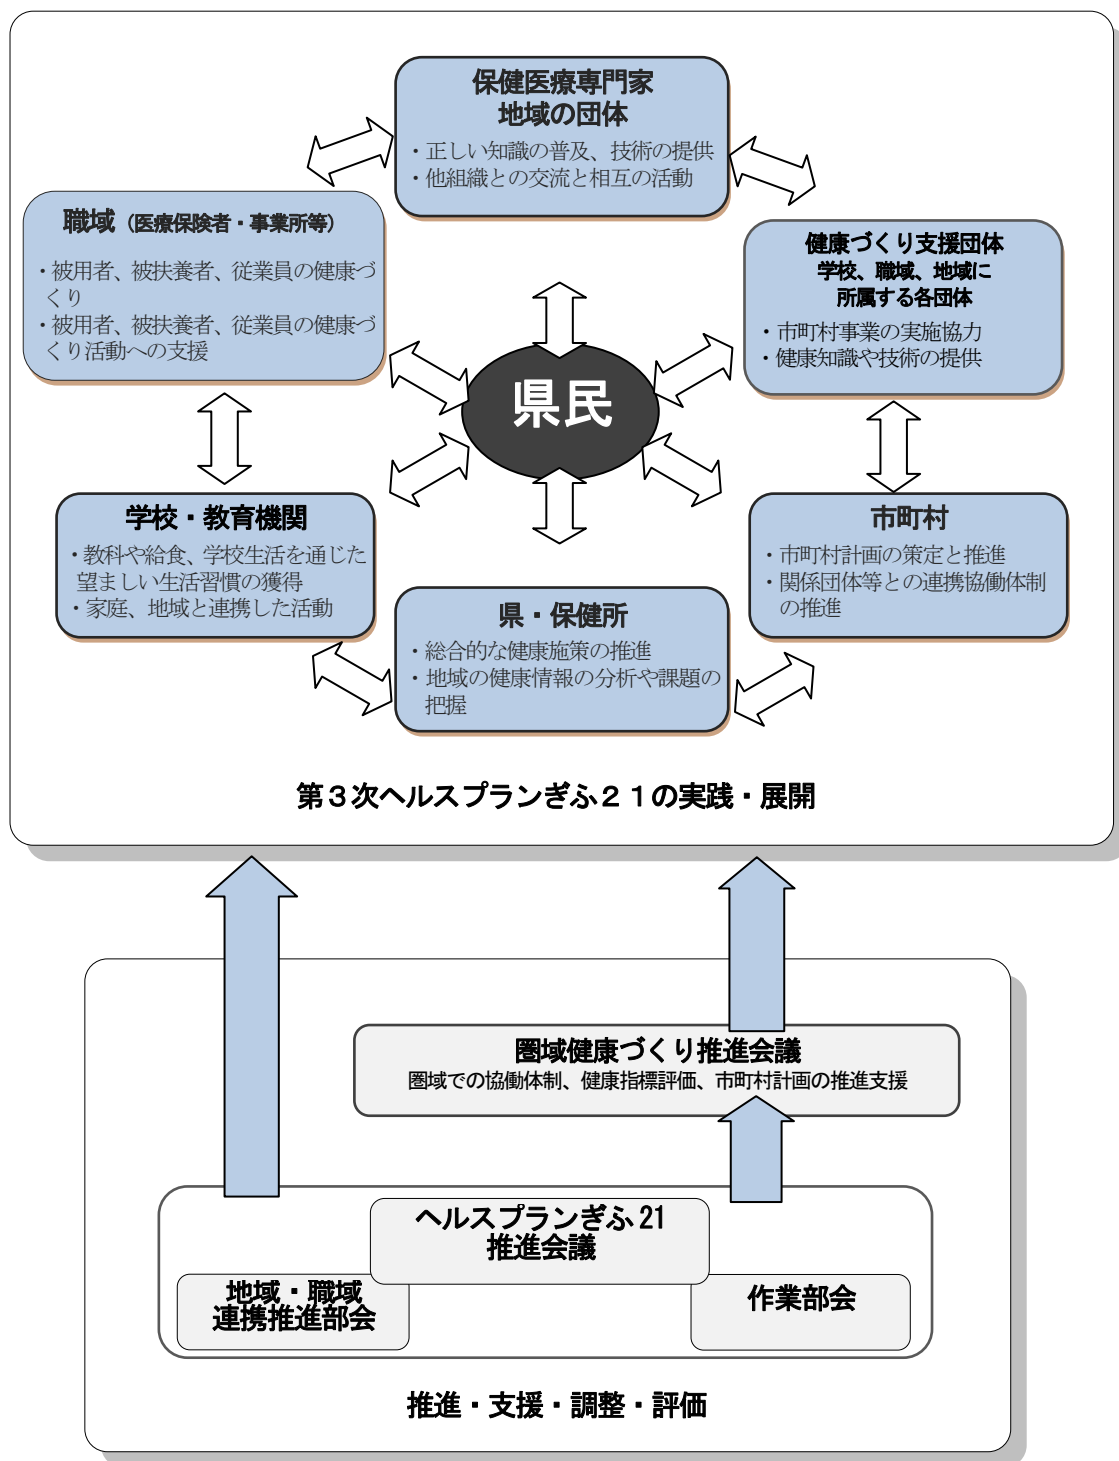 保健医療専門家
地域の団体
・正しい知識の普及、技術の提供
・他組織との交流と相互の活動
職域（医療保険者・事業所等）
・被用者、被扶養者、従業員の健康づ
くり
・被用者、被扶養者、従業員の健康づ
くり活動への支援
健康づくり支援団体
学校、職域、地域に
所属する各団体
・市町村事業の実施協力
・健康知識や技術の提供
県民
学校・教育機関
・教科や給食、学校生活を通じた
望ましい生活習慣の獲得
・家庭、地域と連携した活動
市町村
・市町村計画の策定と推進
・関係団体等との連携協働体制
の推進
県・保健所
・総合的な健康施策の推進
・地域の健康情報の分析や課題の
把握
第３次ヘルスプランぎふ２１の実践・展開
圏域健康づくり推進会議
圏域での協働体制、健康指標評価、市町村計画の推進支援
ヘルスプランぎふ21
推進会議
地域・職域
連携推進部会
作業部会
推進・支援・調整・評価